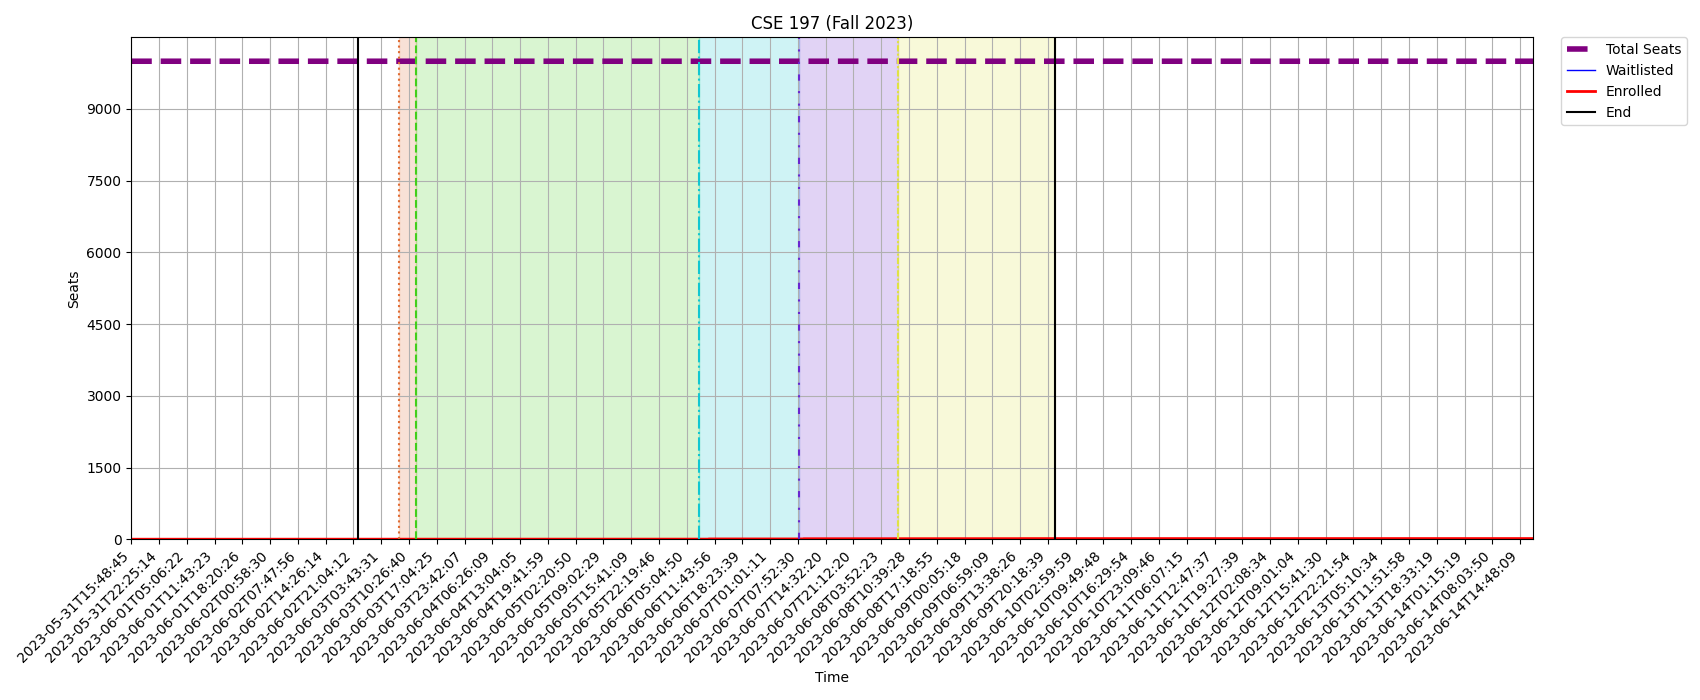 CSE 197 (Fall 2023)
Total Seats
Waitlisted
Enrolled
End
9000
7500
6000
4500
3000
1500
0
Seats
2023-05-31T15:48:45
2023-05-31T22:25:14
2023-06-01T05:06:22
2023-06-01T11:43:23
2023-06-01T18:20:26
2023-06-02T00:58:30
2023-06-02T07:47:56
2023-06-02T14:26:14
2023-06-02T21:04:12
2023-06-03T03:43:31
2023-06-03T10:26:40
2023-06-03T17:04:25
2023-06-03T23:42:07
2023-06-04T06:26:09
2023-06-04T13:04:05
2023-06-04T19:41:59
2023-06-05T02:20:50
2023-06-05T09:02:29
2023-06-05T15:41:09
2023-06-05T22:19:46
2023-06-06T05:04:50
2023-06-06T11:43:56
2023-06-06T18:23:39
2023-06-07T01:01:11
2023-06-07T07:52:30
2023-06-07T14:32:20
2023-06-07T21:12:20
2023-06-08T03:52:23
2023-06-08T10:39:28
2023-06-08T17:18:55
2023-06-09T00:05:18
2023-06-09T06:59:09
2023-06-09T13:38:26
2023-06-09T20:18:39
2023-06-10T02:59:59
2023-06-10T09:49:48
2023-06-10T16:29:54
2023-06-10T23:09:46
2023-06-11T06:07:15
2023-06-11T12:47:37
2023-06-11T19:27:39
2023-06-12T02:08:34
2023-06-12T09:01:04
2023-06-12T15:41:30
2023-06-12T22:21:54
2023-06-13T05:10:34
2023-06-13T11:51:58
2023-06-13T18:33:19
2023-06-14T01:15:19
2023-06-14T08:03:50
2023-06-14T14:48:09
Time